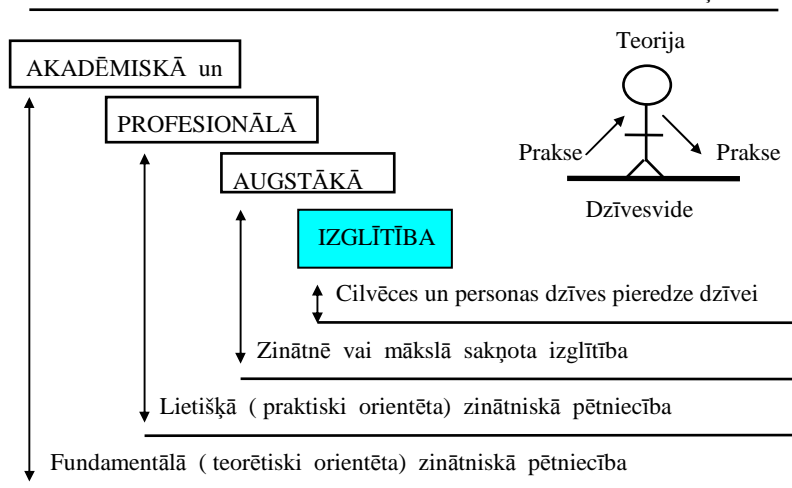 Teorija
AKADĒMISKĀ un
PROFESIONĀLĀ
Prakse Prakse
AUGSTĀKĀ
Dzīvesvide
IZGLĪTĪBA
Cilvēces un personas dzīves pieredze dzīvei
Zinātnē vai mākslā sakņota izglītība
Lietišķā ( praktiski orientēta) zinātniskā pētniecība
Fundamentālā ( teorētiski orientēta) zinātniskā pētniecība